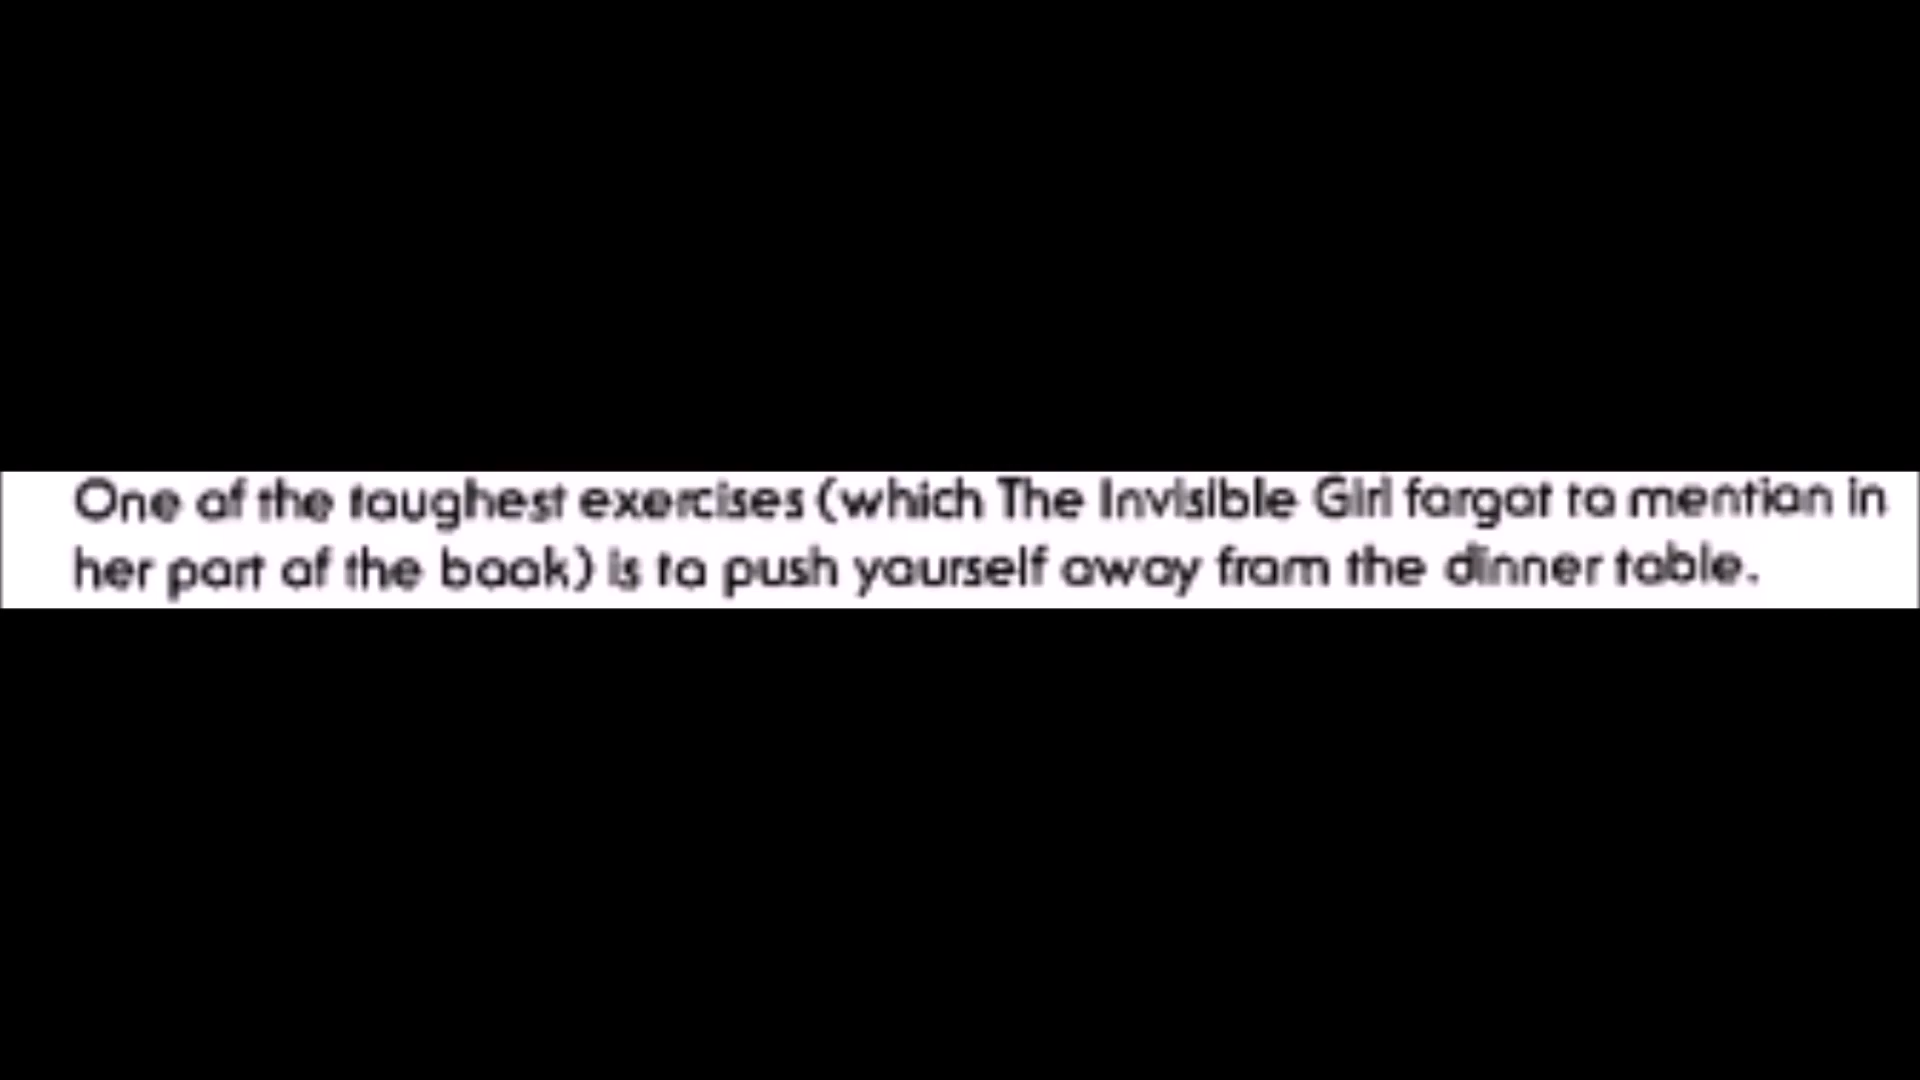 One of the toughest exercises (which The Invisible Girl forgot to mention in
her part of the book) is to push yourself away from the dinner table.